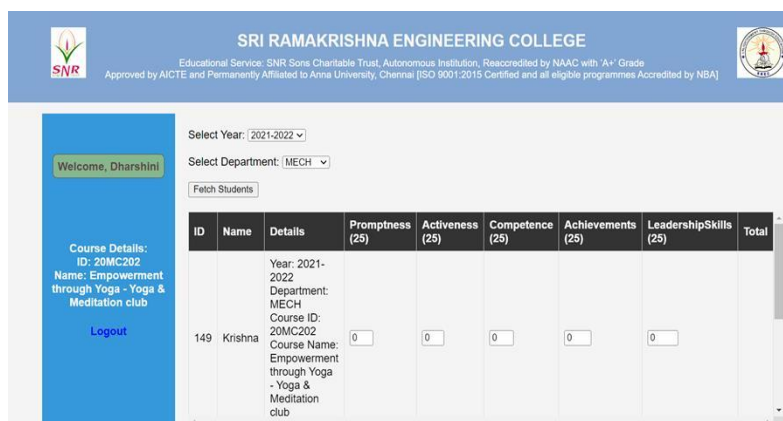 SNR
SRI RAMAKRISHNA ENGINEERING COLLEGE
Educational Service: SNR Sons Charitable Trust, Autonomous Institution, Reaccredited by NAAC with 'A+' Grade
Approved by AICTE and Permanently Affiliated to Anna University, Chennai [ISO 9001:2015 Certified and all eligible programmes Accredited by NBA]
Welcome, Dharshini
Course Details:
ID: 20MC202
Name: Empowerment
through Yoga - Yoga &
Meditation club
Logout
Select Year: 2021-2022
Select Department: MECH
Fetch Students
ID Name Details Promptness (25) Activeness (25) Competence (25) Achievements (25) LeadershipSkills (25) Total
149 Krishna
Year: 2021-
2022
Department:
MECH
Course ID:
20MC202
Course Name:
Empowerment
through Yoga
- Yoga &
Meditation
club
0 0 0 0 0